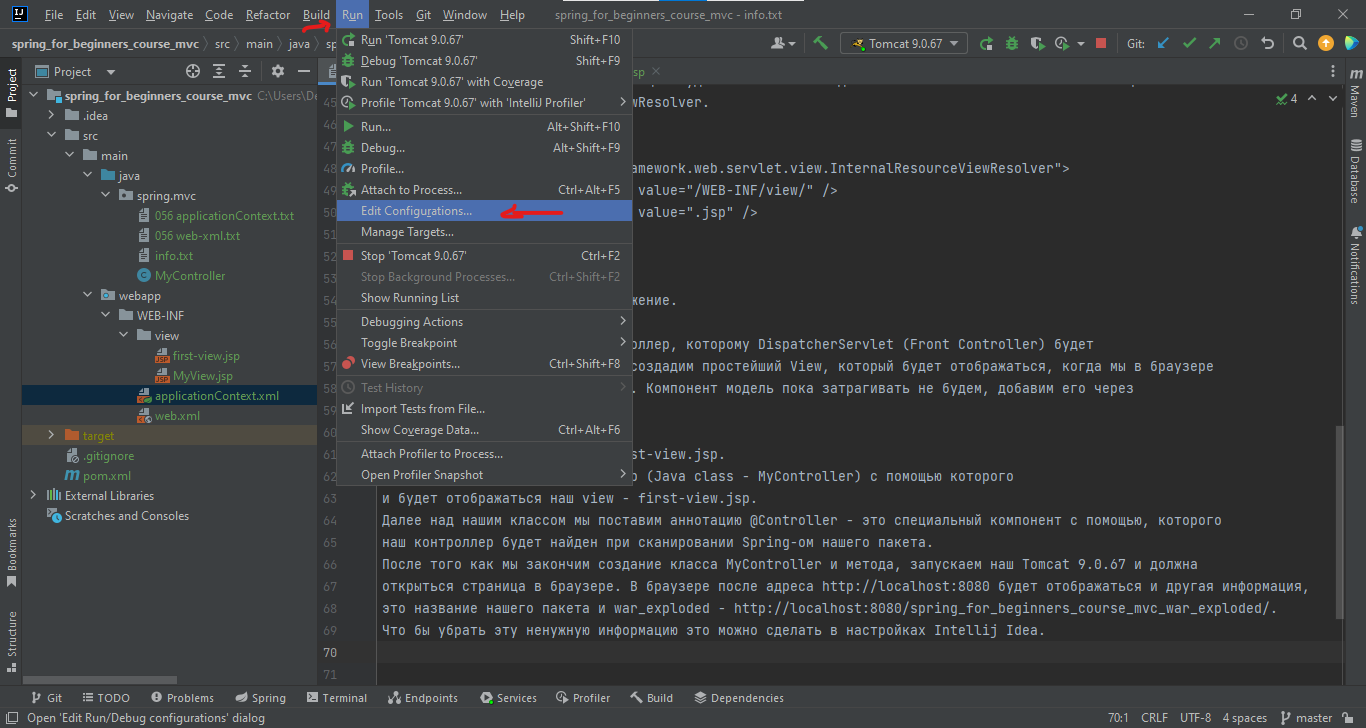 File Edit View Navigate Code Refactor Build Run Tools Git Window Help spring_for_beginners_course_mvc - info.txt
spring_for_beginners_course_mvc src main java sp
Tomcat 9.0.67 Git:
Project
Run 'Tomcat 9.0.67' Shift+F10
Debug 'Tomcat 9.0.67' Shift+F9
Run 'Tomcat 9.0.67' with Coverage
Profile 'Tomcat 9.0.67' with 'IntelliJ Profiler'
Run... Alt+Shift+F10
Debug... Alt+Shift+F9
Profile...
Attach to Process... Ctrl+Alt+F5
Edit Configurations...
Manage Targets...
Stop 'Tomcat 9.0.67' Ctrl+F2
Stop Background Processes... Ctrl+Shift+F2
Show Running List
Debugging Actions
Toggle Breakpoint
View Breakpoints... Ctrl+Shift+F8
Test History
Import Tests from File...
Show Coverage Data... Ctrl+Alt+F6
Attach Profiler to Process...
Open Profiler Snapshot
spring_for_beginners_course_mvc C:\Users\De
.idea
src
main
java
spring.mvc
056 applicationContext.txt
056 web-xml.txt
info.txt
MyController
webapp
WEB-INF
view
first-view.jsp
MyView.jsp
applicationContext.xml
web.xml
target
.gitignore
pom.xml
External Libraries
Scratches and Consoles
Project
Commit
Bookmarks
Structure
sp
4
45 wResolver.
46
47
48 amework.web.servlet.view.InternalResourceViewResolver">
49 value="/WEB-INF/view/" />
50 value=".jsp" />
51
52
53
54 жение.
55
56 ллер, которому DispatcherServlet (Front Controller) будет
57 создадим простейший View, который будет отображаться, когда мы в браузере
58 . Компонент модель пока затрагивать не будем, добавим его через
59
60
61 st-view.jsp.
62 р (Java class - MyController) с помощью которого
63 и будет отображаться наш view - first-view.jsp.
64 Далее над нашим классом мы поставим аннотацию @Controller - это специальный компонент с помощью, которого
65 наш контроллер будет найден при сканировании Spring-ом нашего пакета.
66 После того как мы закончим создание класса MyController и метода, запускаем наш Tomcat 9.0.67 и должна
67 открыться страница в браузере. В браузере после адреса http://localhost:8080 будет отображаться и другая информация,
68 это название нашего пакета и war_exploded - http://localhost:8080/spring_for_beginners_course_mvc_war_exploded/.
69 Что бы убрать эту ненужную информацию это можно сделать в настройках Intellij Idea.
70
71
Maven
Database
Notifications
Git TODO Problems Spring Terminal Endpoints Services Profiler Build Dependencies
Open 'Edit Run/Debug configurations' dialog 70:1 CRLF UTF-8 4 spaces master